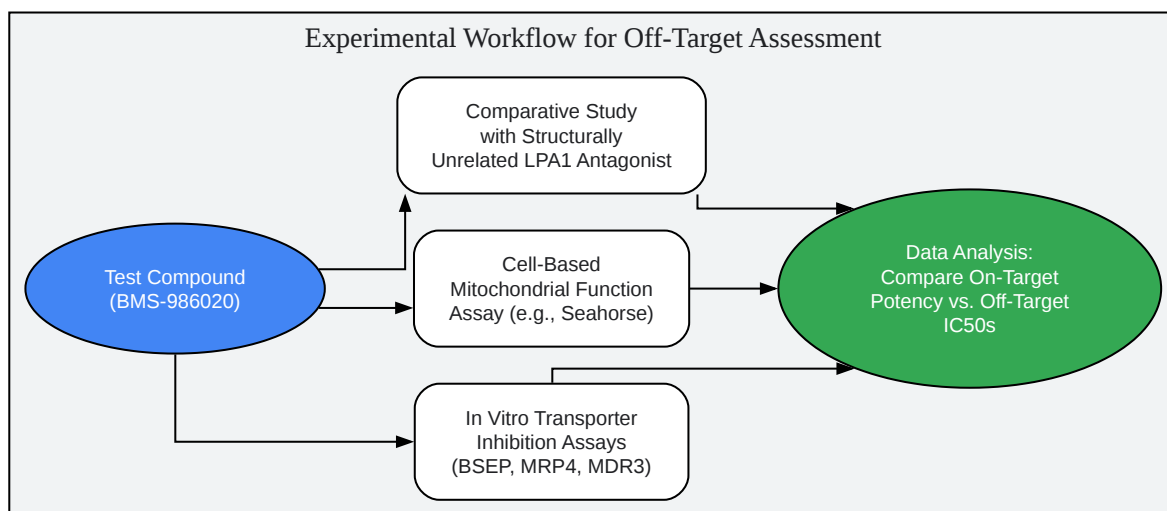 Experimental Workflow for Off-Target Assessment
Comparative Study
with Structurally
Unrelated LPA1 Antagonist
Test Compound
(BMS-986020)
Cell-Based
Mitochondrial Function
Assay (e.g., Seahorse)
Data Analysis:
Compare On-Target
Potency vs. Off-Target
IC50s
In Vitro Transporter
Inhibition Assays
(BSEP, MRP4, MDR3)